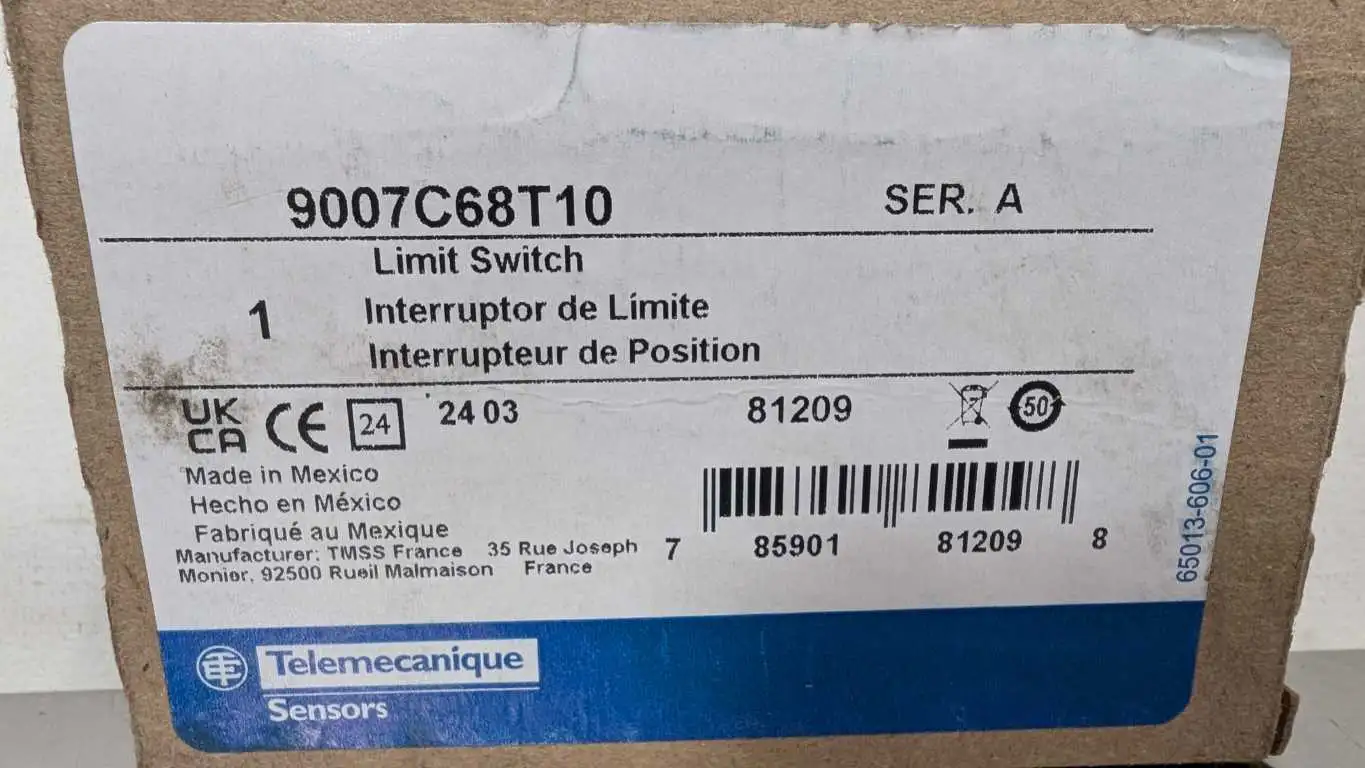 9007C68T10 SER. A
Limit Switch
1 Interruptor de Límite
Interrupteur de Position
UK
CA CE 24 24 03 81209 50
Made in Mexico
Hecho en México
Fabriqué au Mexique
Manufacturer: TMSS France 35 Rue Joseph
Monier, 92500 Rueil Malmaison France
7 85901 81209 8
65013-606-01
Telemecanique
Sensors